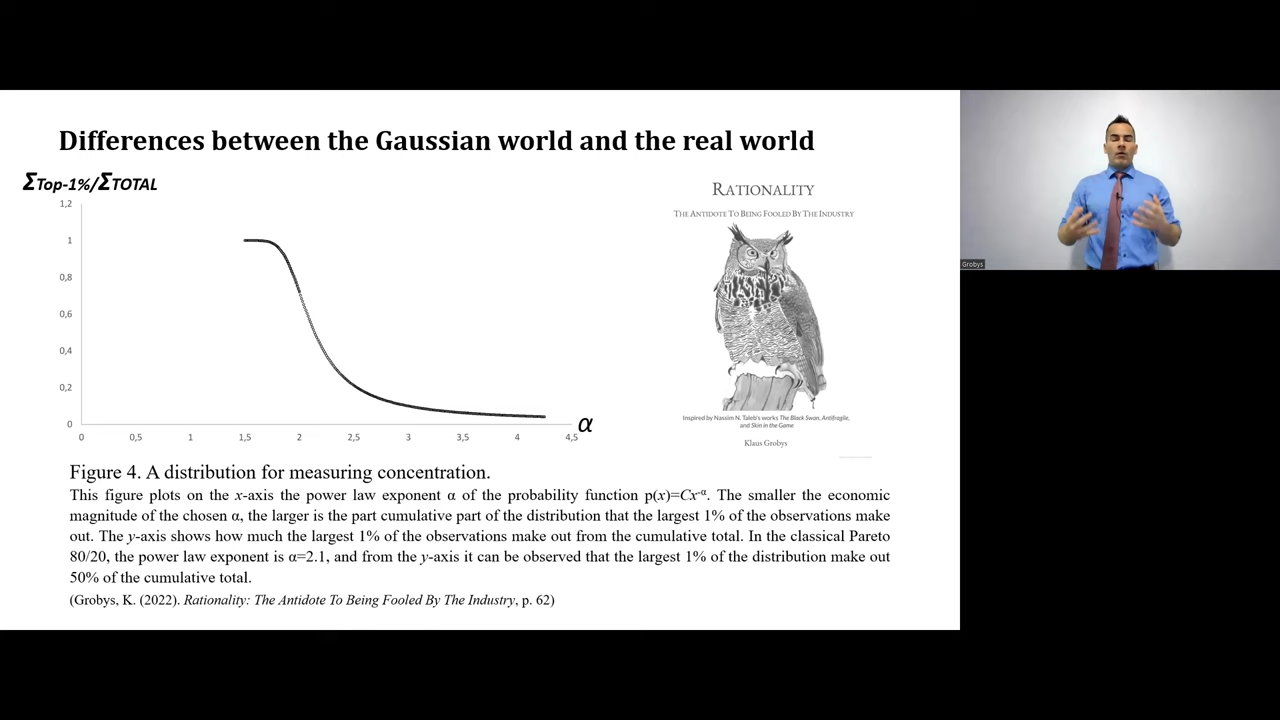 Differences between the Gaussian world and the real world
ΣTop-1%/ΣTOTAL
1,2
1
0,8
0,6
0,4
0,2
0
0 0,5 1 1,5 2 2,5 3 3,5 4 4,5
α
RATIONALITY
THE ANTIDOTE TO BEING FOOLED BY THE INDUSTRY
Inspired by Nassim N. Taleb's works The Black Swan, Antifragile,
and Skin in the Game
Klaus Grobys
Grobys
Figure 4. A distribution for measuring concentration.
This figure plots on the x-axis the power law exponent α of the probability function p(x)=Cx-α. The smaller the economic
magnitude of the chosen α, the larger is the part cumulative part of the distribution that the largest 1% of the observations make
out. The y-axis shows how much the largest 1% of the observations make out from the cumulative total. In the classical Pareto
80/20, the power law exponent is α=2.1, and from the y-axis it can be observed that the largest 1% of the distribution make out
50% of the cumulative total.
(Grobys, K. (2022). Rationality: The Antidote To Being Fooled By The Industry, p. 62)